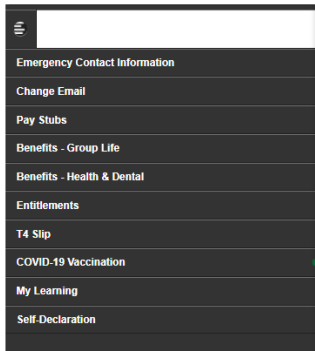 Emergency Contact Information
Change Email
Pay Stubs
Benefits - Group Life
Benefits - Health & Dental
Entitlements
T4 Slip
COVID-19 Vaccination
My Learning
Self-Declaration